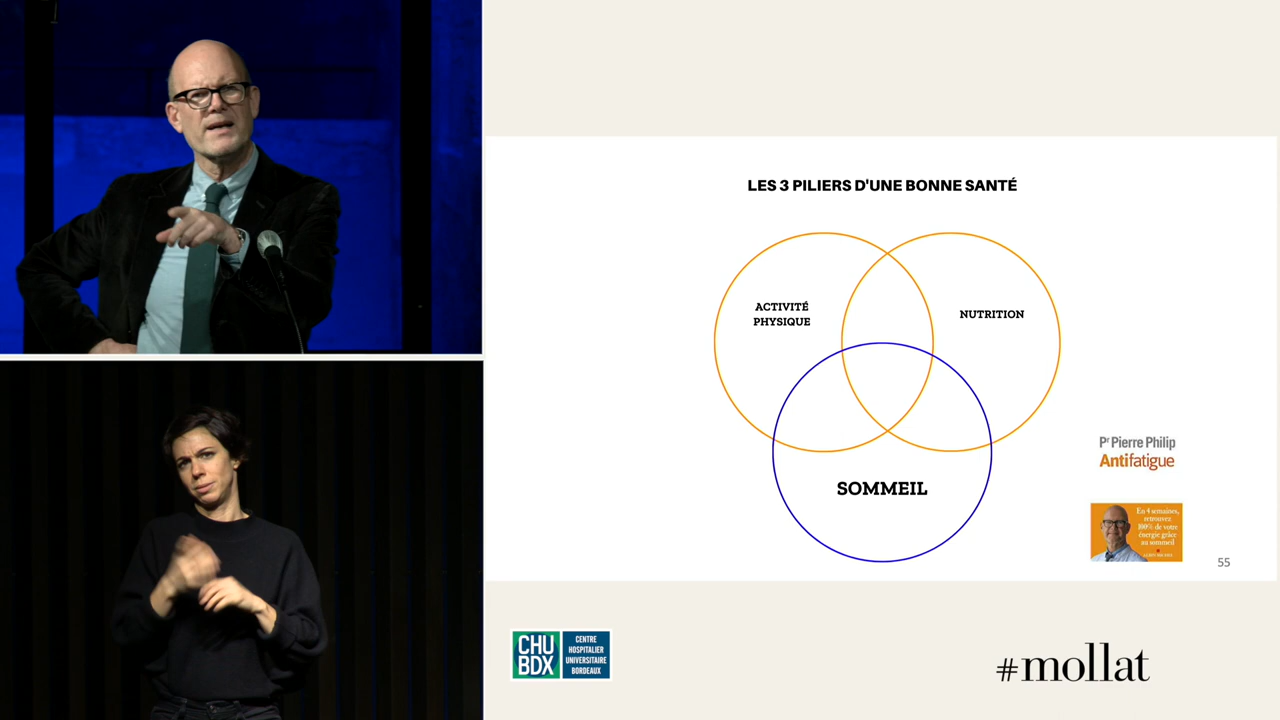 LES 3 PILIERS D'UNE BONNE SANTÉ
ACTIVITÉ
PHYSIQUE
NUTRITION
SOMMEIL
Pr Pierre Philip
Antifatigue
En 4 semaines,
retrouvez
100% de votre
énergie grâce
au sommeil
55
CHU
BDX
CENTRE
HOSPITALIER
UNIVERSITAIRE
BORDEAUX
#mollat